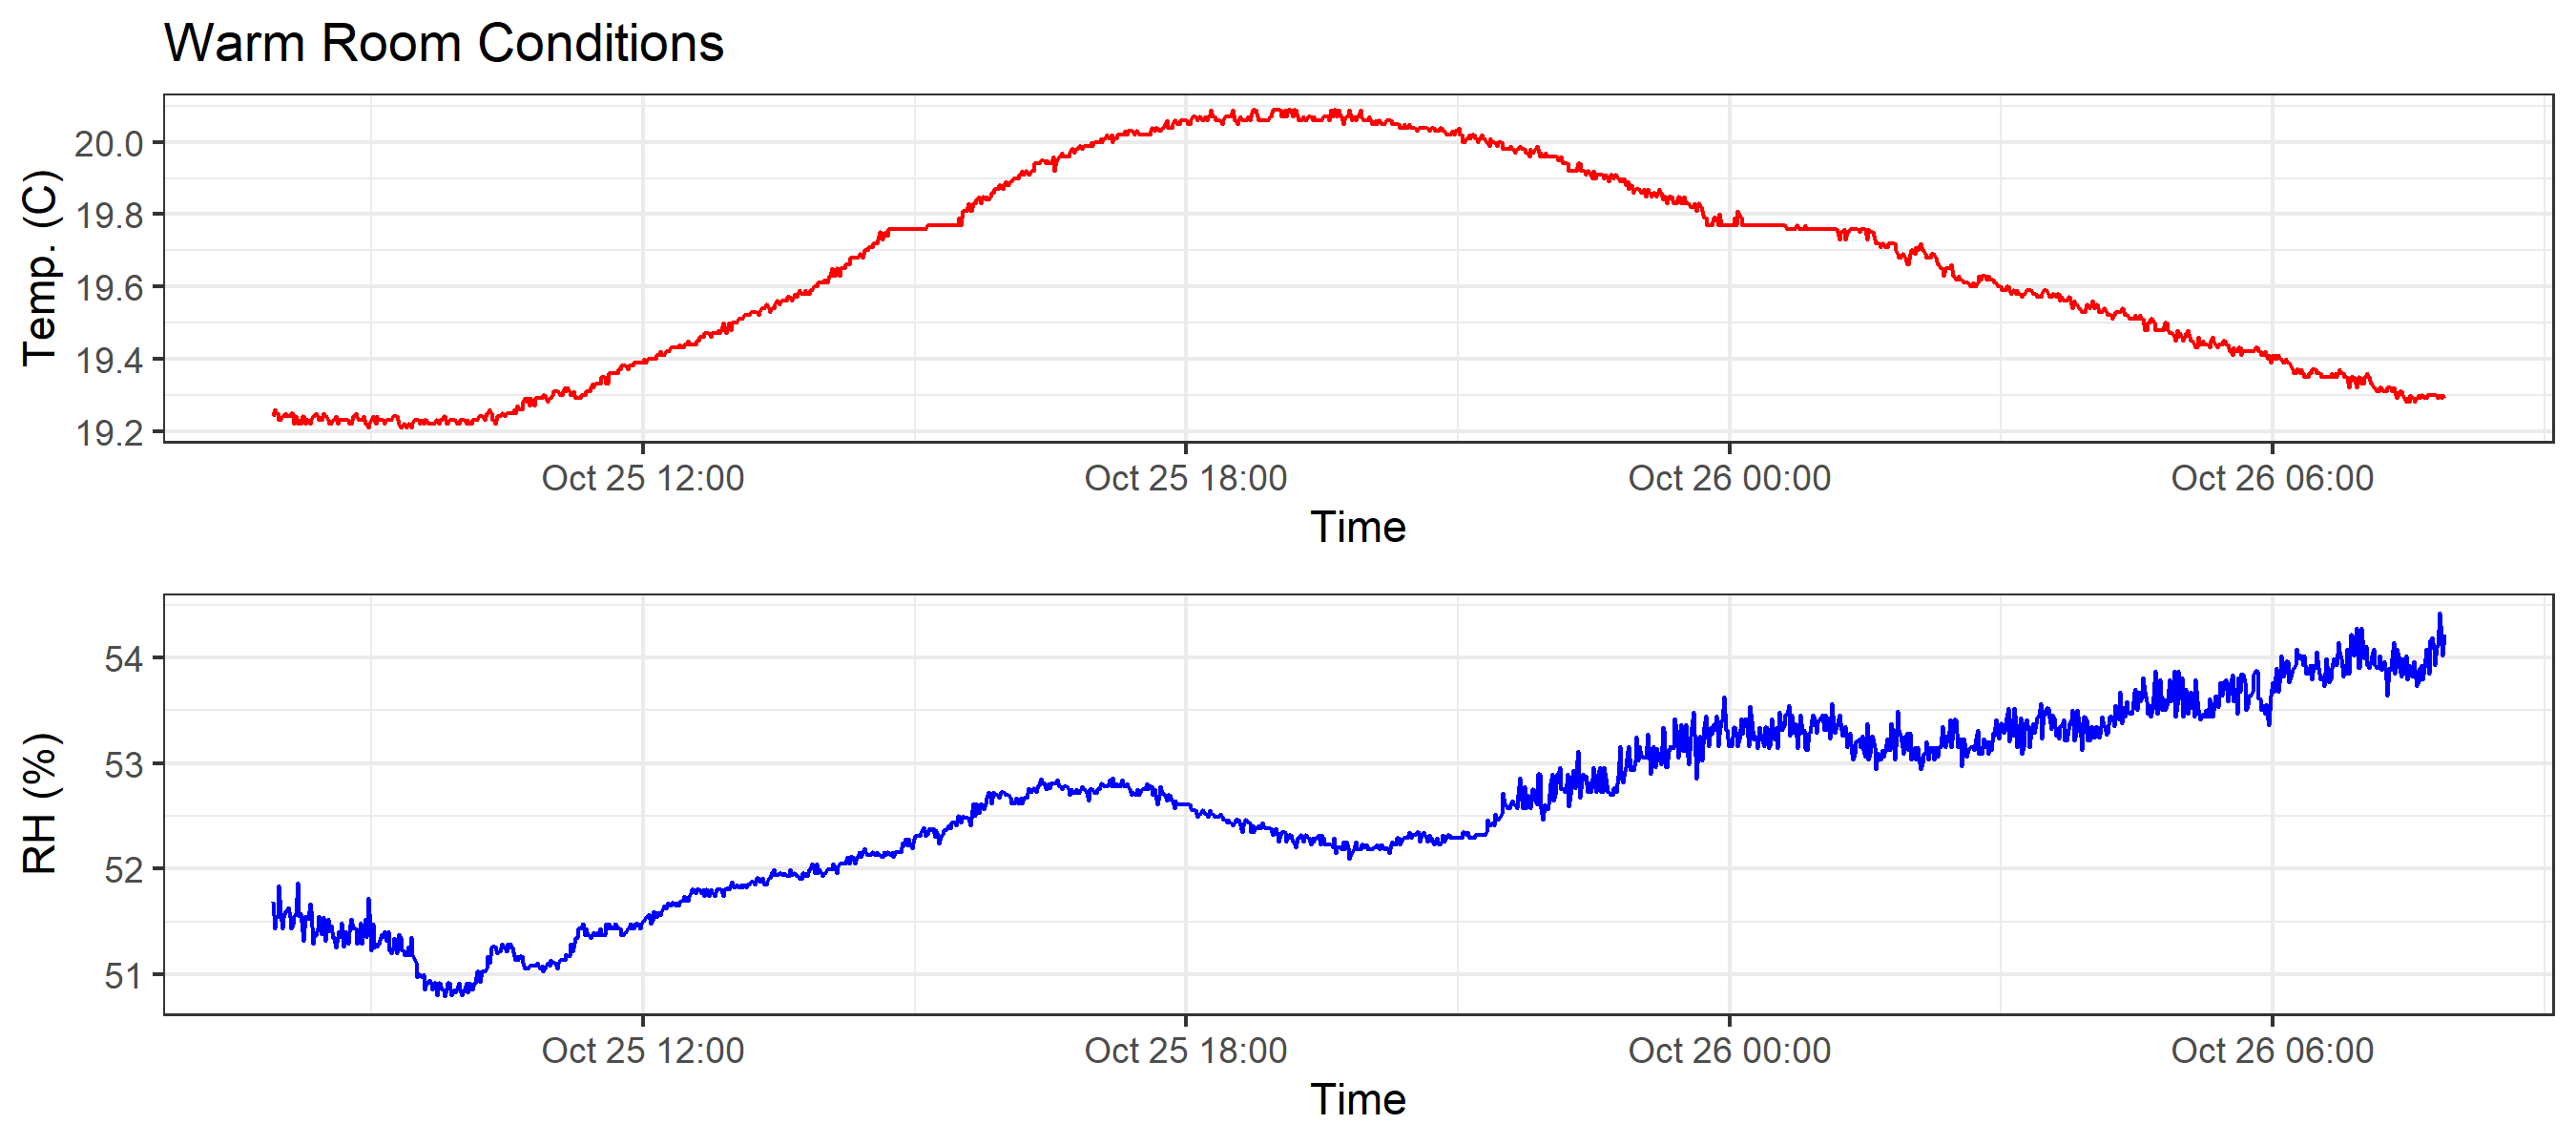 Warm Room Conditions
Temp. (C)
20.0
19.8
19.6
19.4
19.2
Oct 25 12:00 Oct 25 18:00 Oct 26 00:00 Oct 26 06:00
Time
RH (%)
54
53
52
51
Oct 25 12:00 Oct 25 18:00 Oct 26 00:00 Oct 26 06:00
Time